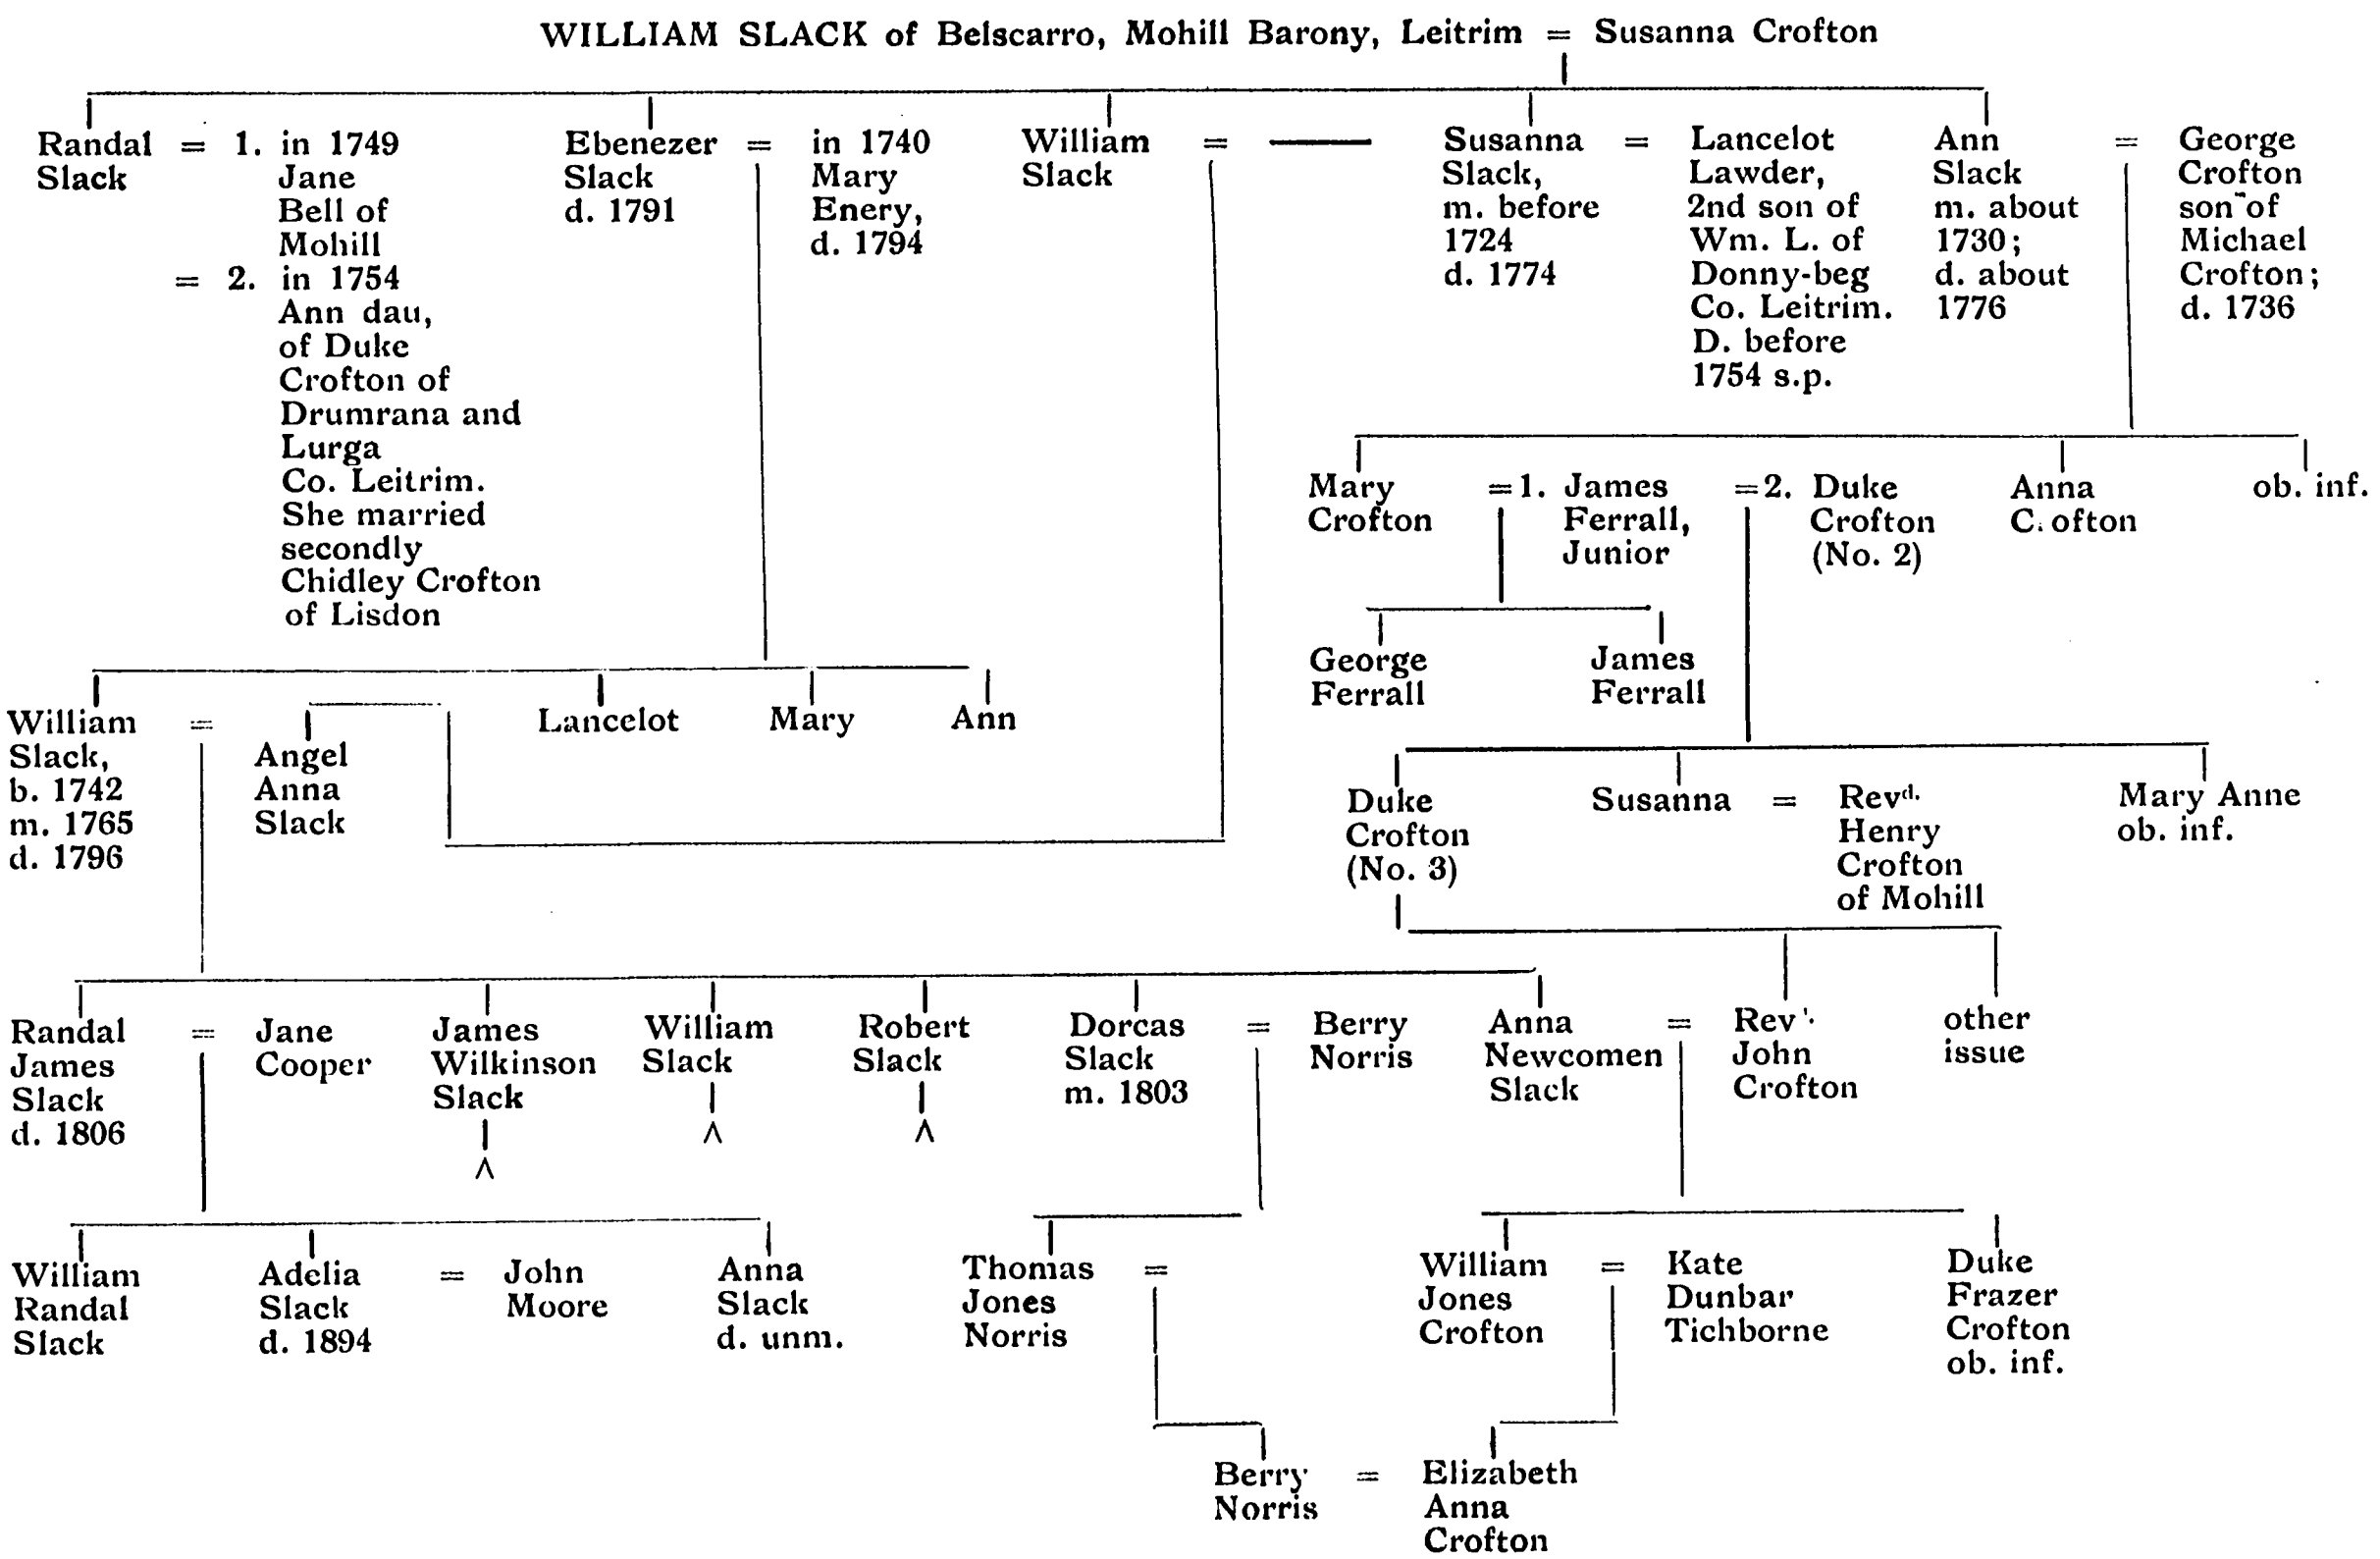 WILLIAM SLACK of Belscarro, Mohill Barony, Leitrim = Susanna Crofton
Randal = 1. in 1749
Slack
Jane
Bell of
Mohill
= 2. in 1754
Ann dau,
of Duke
Crofton of
Drumrana and
Lurga
Co. Leitrim.
She married
secondly
Chidley Crofton
of Lisdon
Ebenezer =
Slack
d. 1791
in 1740
Mary
Enery,
d. 1794
William =
Slack
Susanna =
Slack,
m. before
1724
d. 1774
Lancelot
Lawder,
2nd son of
Wm. L. of
Donny-beg
Co. Leitrim.
D. before
1754 s.p.
Ann =
Slack
m. about
1730;
d. about
1776
George
Crofton
son of
Michael
Crofton;
d. 1736
Mary
Crofton
=1. James
Ferrall,
Junior
=2. Duke
Crofton
(No. 2)
Anna
C. ofton
ob. inf.
George
Ferrall
James
Ferrall
William =
Slack,
b. 1742
m. 1765
d. 1796
Angel
Anna
Slack
Lancelot
Mary
Ann
Duke
Crofton
(No. 3)
Susanna =
Revd.
Henry
Crofton
of Mohill
Mary Anne
ob. inf.
Randal =
James
Slack
d. 1806
Jane
Cooper
James
Wilkinson
Slack
William
Slack
Robert
Slack
Dorcas =
Slack
m. 1803
Berry
Norris
Anna =
Newcomen
Slack
Rev'.
John
Crofton
other
issue
William
Randal
Slack
Adelia =
Slack
d. 1894
John
Moore
Anna
Slack
d. unm.
Thomas =
Jones
Norris
William =
Jones
Crofton
Kate
Dunbar
Tichborne
Duke
Frazer
Crofton
ob. inf.
Berry =
Norris
Elizabeth
Anna
Crofton